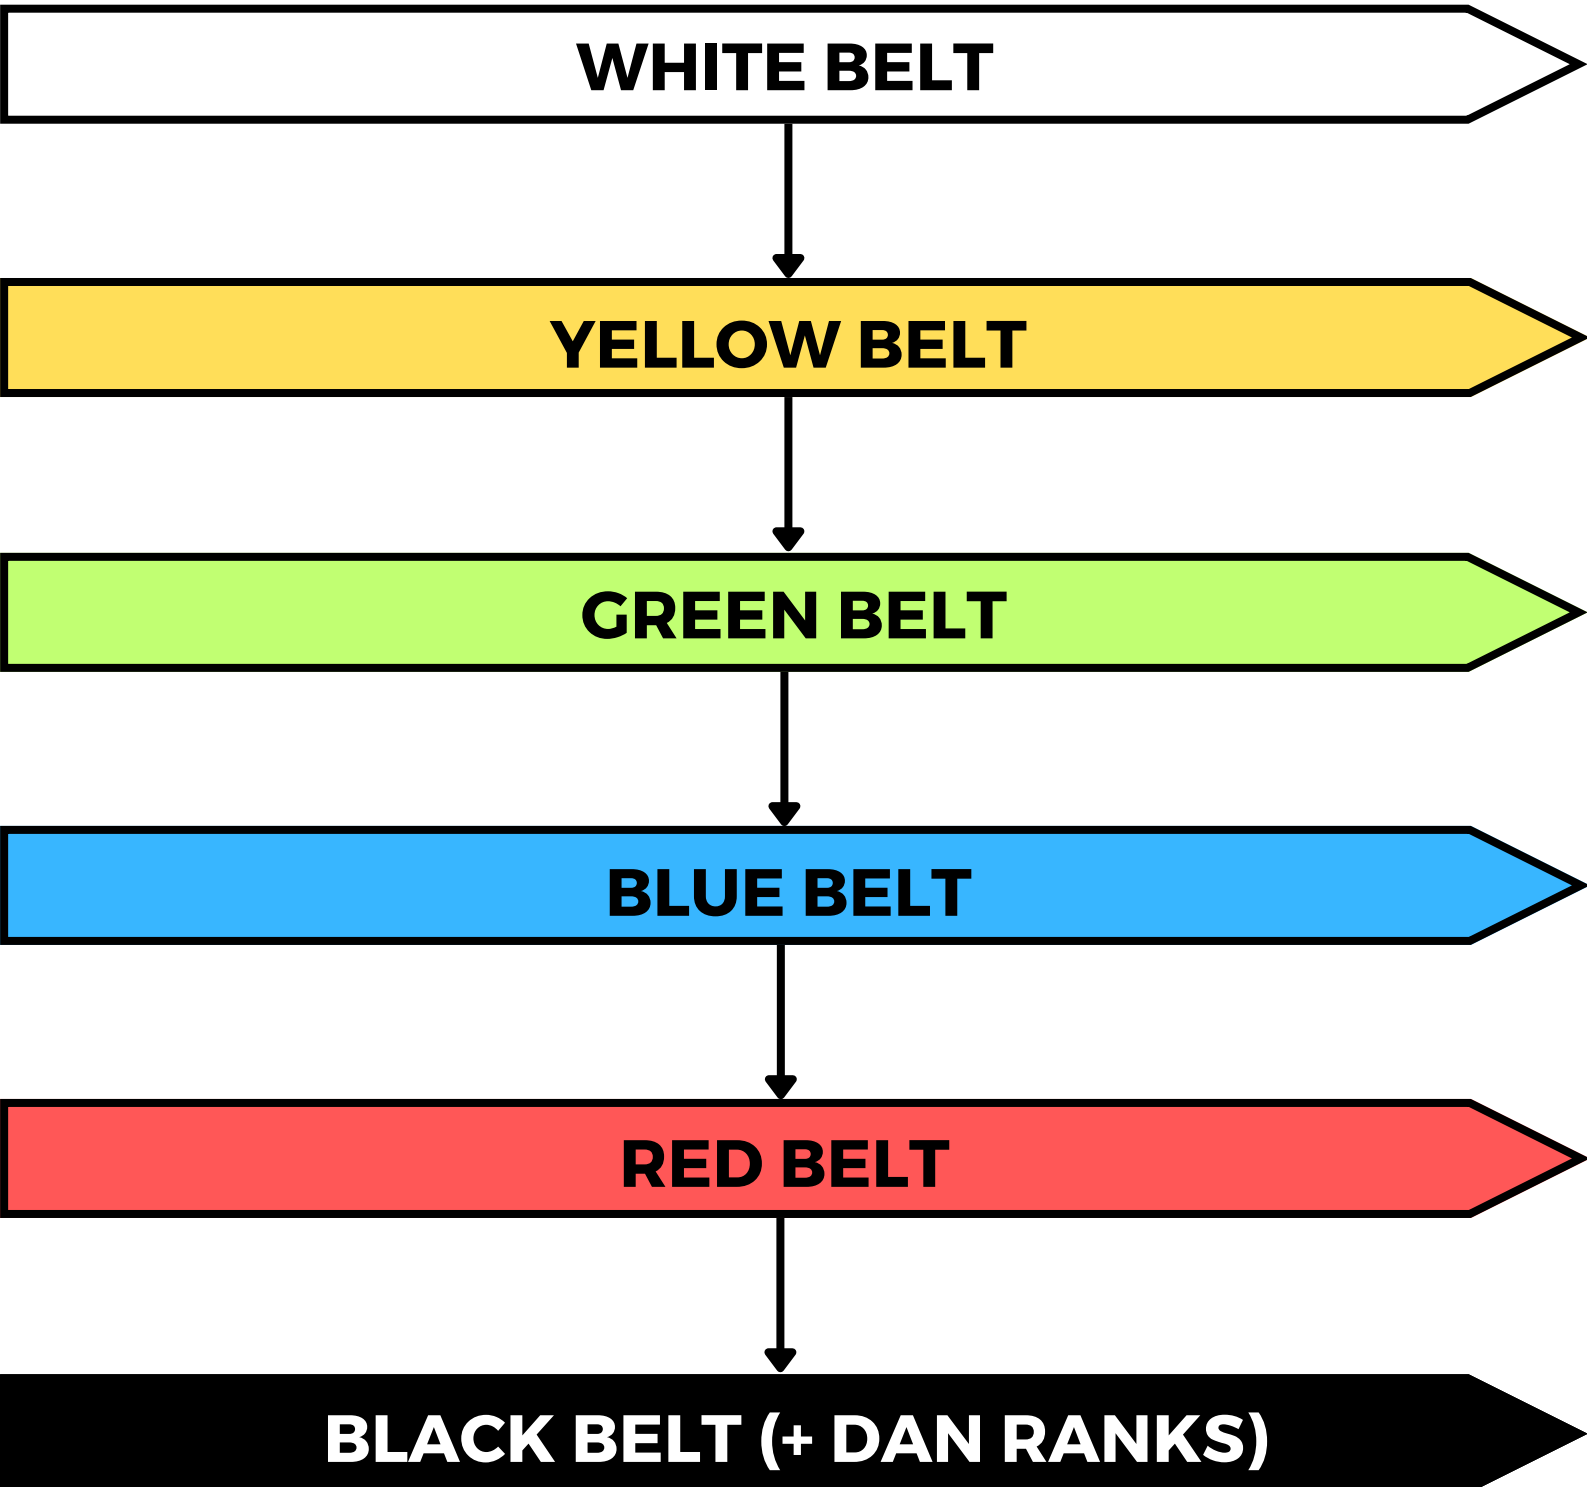 WHITE BELT
YELLOW BELT
GREEN BELT
BLUE BELT
RED BELT
BLACK BELT (+ DAN RANKS)